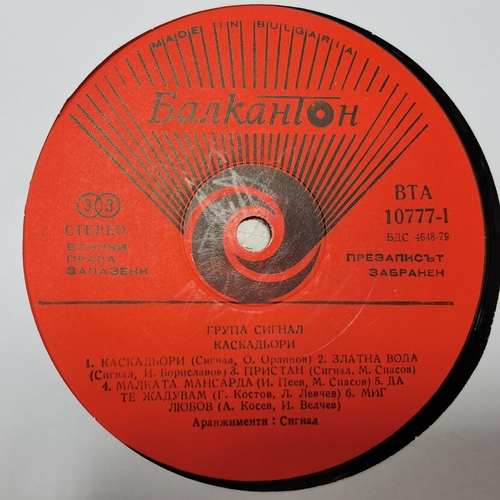 MADE IN BULGARIA
Балкантон
33
СТЕРЕО
ВСИЧКИ
ПРАВА
ЗАПАЗЕНИ
ВТА
10777-I
БДС 4648-79
ПРЕЗАПИСЪТ
ЗАБРАНЕН
ГРУПА СИГНАЛ
КАСКАДЬОРИ
1. КАСКАДЬОРИ (Сигнал, О. Орлинов) 2. ЗЛАТНА ВОДА
(Сигнал, И. Бориславов) 3. ПРИСТАН (Сигнал, М. Спасов)
4. МАЛКАТА МАНСАРДА (И. Пеев, М. Спасов) 5. ДА
ТЕ ЖАДУВАМ (Г. Костов, Л. Левчев) 6. МИГ
ЛЮБОВ (А. Косев, И. Велчев)
Аранжименти : Сигнал